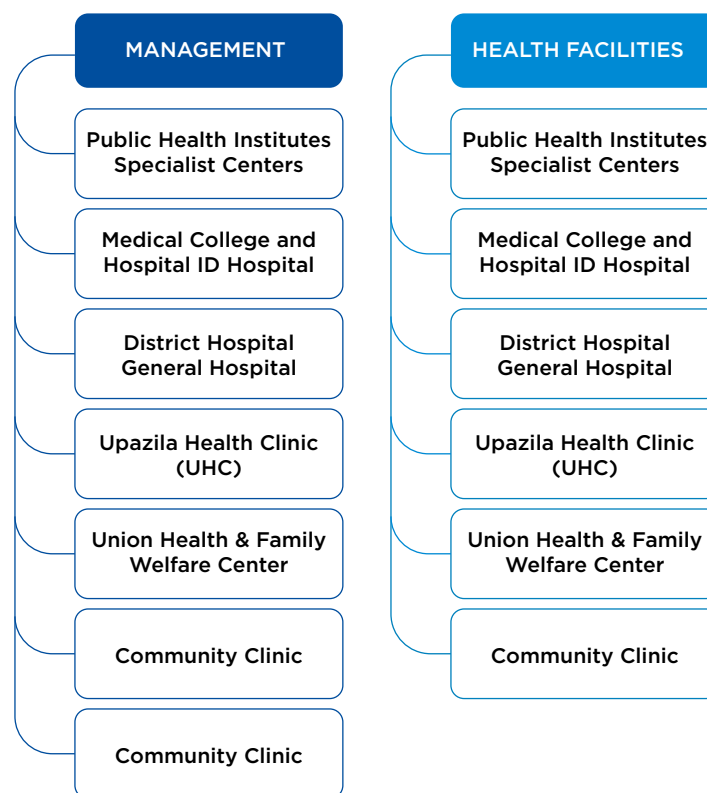 MANAGEMENT
Public Health Institutes
Specialist Centers
Medical College and
Hospital ID Hospital
District Hospital
General Hospital
Upazila Health Clinic
(UHC)
Union Health & Family
Welfare Center
Community Clinic
Community Clinic
HEALTH FACILITIES
Public Health Institutes
Specialist Centers
Medical College and
Hospital ID Hospital
District Hospital
General Hospital
Upazila Health Clinic
(UHC)
Union Health & Family
Welfare Center
Community Clinic